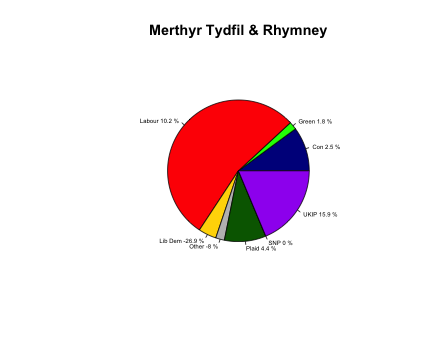 Merthyr Tydfil & Rhymney
Labour 10.2 %
Green 1.8 %
Con 2.5 %
UKIP 15.9 %
SNP 0 %
Plaid 4.4 %
Other -8 %
Lib Dem -26.9 %